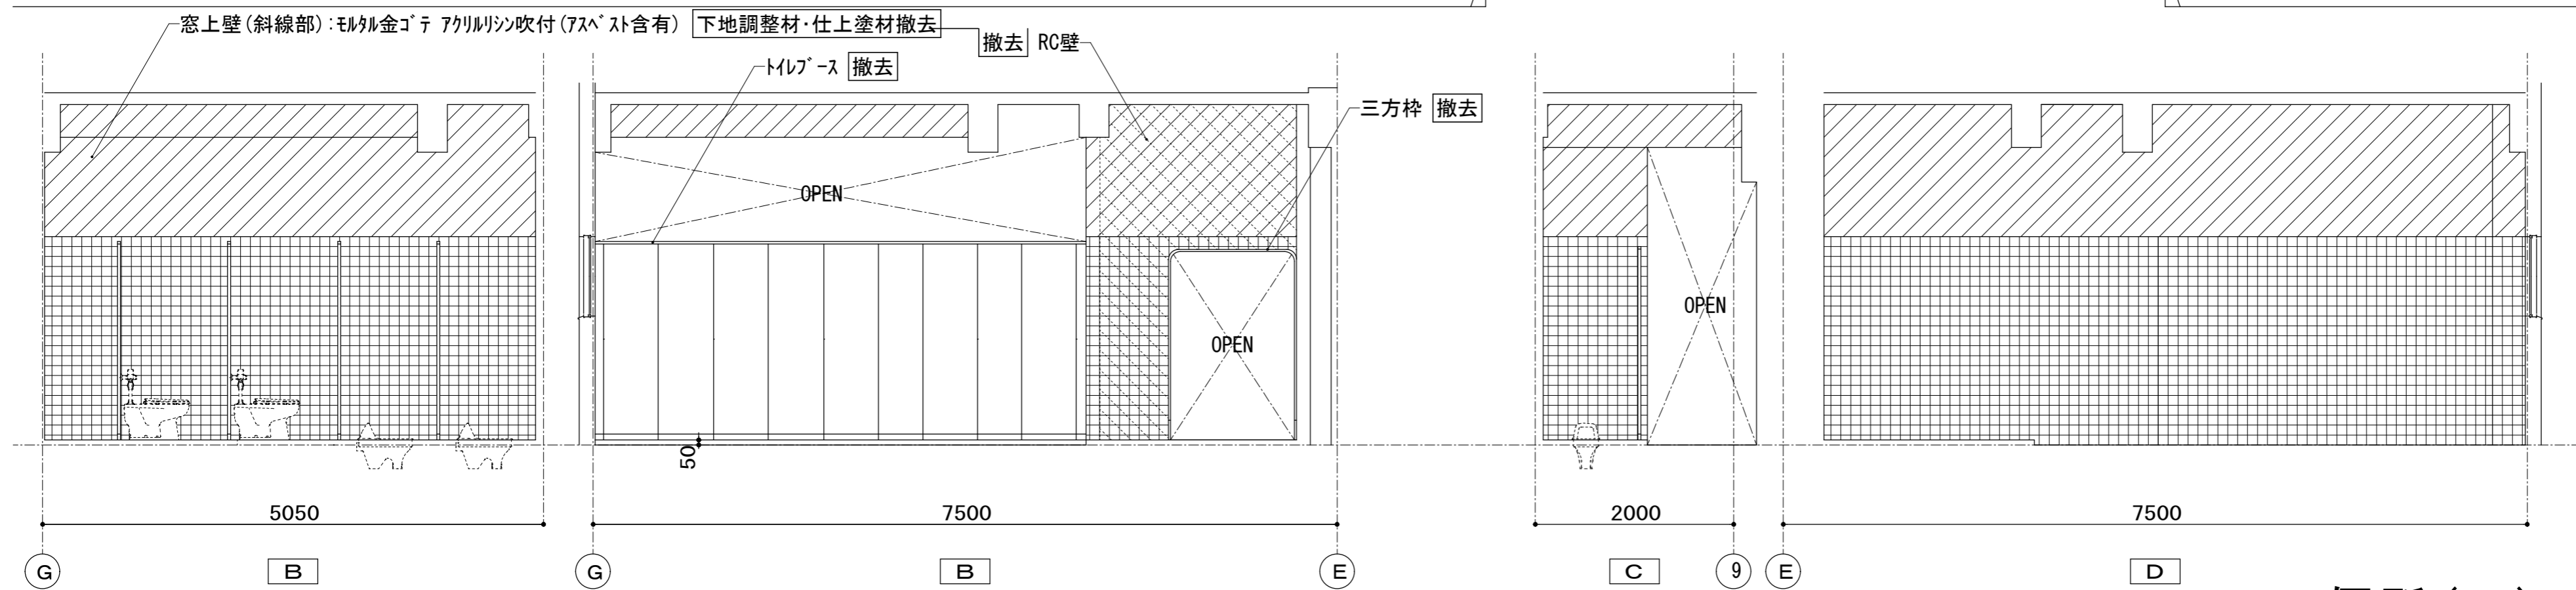 窓上壁(斜線部):ﾓﾙﾀﾙ金ｺﾞﾃ ｱｸﾘﾙﾘｼﾝ吹付(ｱｽﾍﾞｽﾄ含有) 下地調整材・仕上塗材撤去
撤去 RC壁
ﾄｲﾚﾌﾞｰｽ 撤去
三方枠 撤去
OPEN
OPEN
OPEN
50
5050
7500
2000
7500
G
B
G
B
E
C
9
E
D